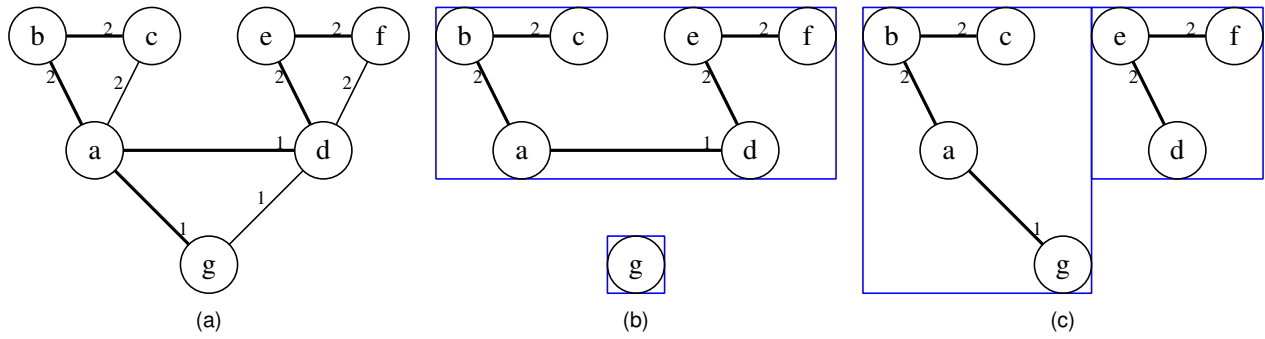 b 2 c e 2 f b 2 c e 2 f b 2 c e 2 f
2 2 2 2 2 2 2 2
a 1 d a 1 d a d
1 1 1
g g g
(a) (b) (c)